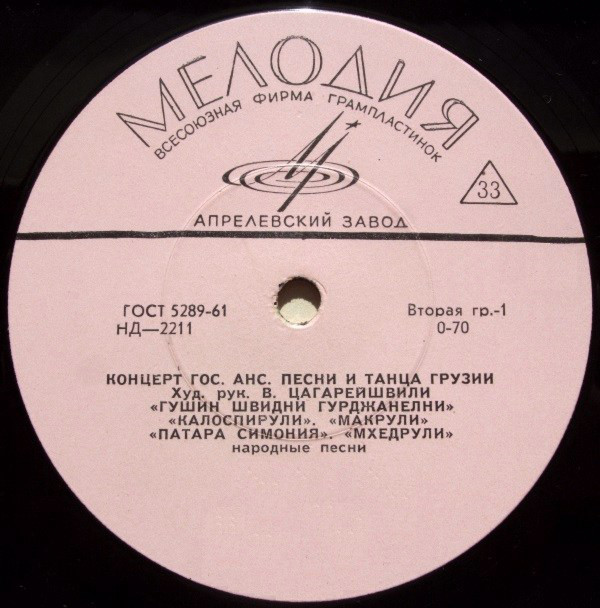 МЕЛОДИЯ
ВСЕСОЮЗНАЯ ФИРМА ГРАМПЛАСТИНОК
33
АПРЕЛЕВСКИЙ ЗАВОД
ГОСТ 5289-61
НД—2211
Вторая гр.-1
0-70
КОНЦЕРТ ГОС. АНС. ПЕСНИ И ТАНЦА ГРУЗИИ
Худ. рук. В. ЦАГАРЕЙШВИЛИ
«ГУШИН ШВИДНИ ГУРДЖАНЕЛНИ»
«КАЛОСПИРУЛИ». «МАКРУЛИ»
«ПАТАРА СИМОНИЯ». «МХЕДРУЛИ»
народные песни